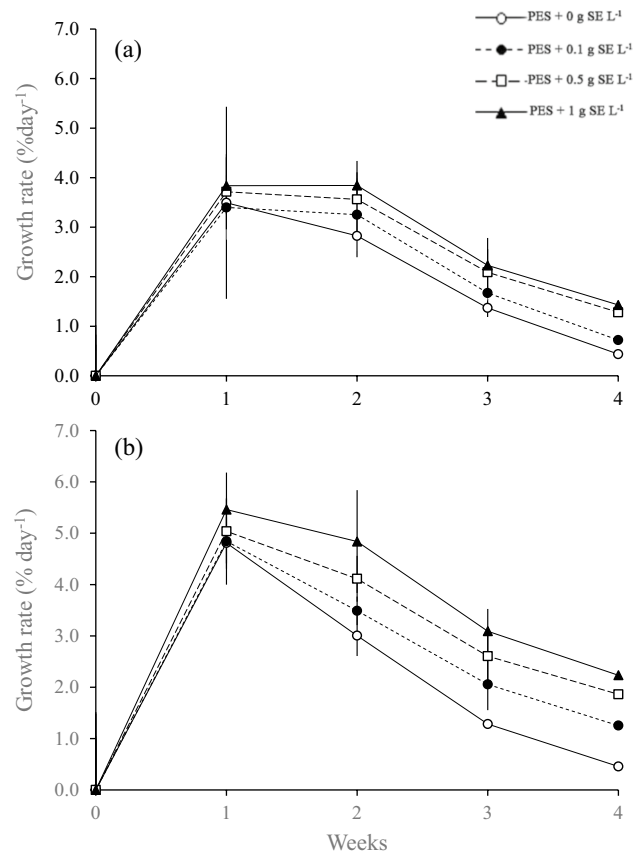 PES + 0 g SE L⁻¹
PES + 0.1 g SE L⁻¹
PES + 0.5 g SE L⁻¹
PES + 1 g SE L⁻¹
(a)
Growth rate (%day⁻¹)
7.0
6.0
5.0
4.0
3.0
2.0
1.0
0.0
0 1 2 3 4
(b)
Growth rate (% day⁻¹)
7.0
6.0
5.0
4.0
3.0
2.0
1.0
0.0
0 1 2 3 4
Weeks